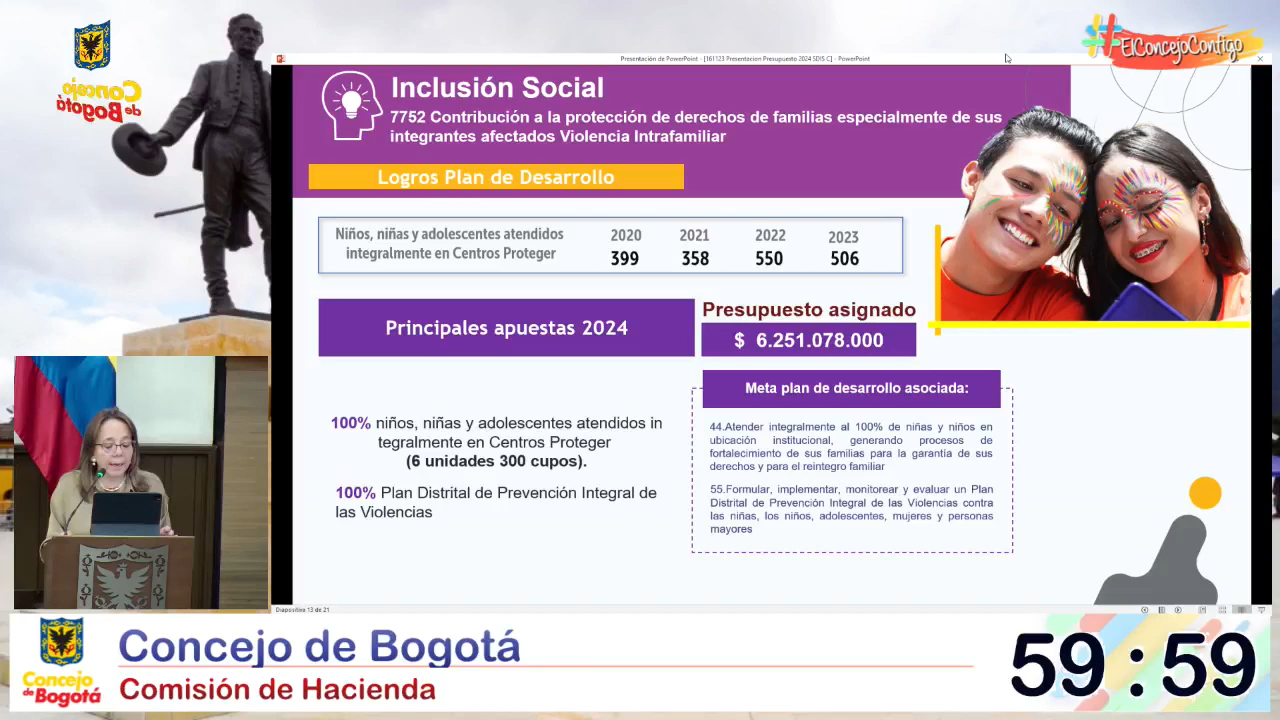 Concejo
de Bogotá
#ElConcejoContigo
Presentación de PowerPoint - [161123 Presentacion Presupuesto 2024 SDIS C] - PowerPoint
Inclusión Social
7752 Contribución a la protección de derechos de familias especialmente de sus
integrantes afectados Violencia Intrafamiliar
Logros Plan de Desarrollo
Niños, niñas y adolescentes atendidos
integralmente en Centros Proteger
2020 2021 2022 2023
399 358 550 506
Principales apuestas 2024
Presupuesto asignado
$ 6.251.078.000
100% niños, niñas y adolescentes atendidos in
tegralmente en Centros Proteger
(6 unidades 300 cupos).
100% Plan Distrital de Prevención Integral de
las Violencias
Meta plan de desarrollo asociada:
44.Atender integralmente al 100% de niñas y niños en
ubicación institucional, generando procesos de
fortalecimiento de sus familias para la garantía de sus
derechos y para el reintegro familiar
55.Formular, implementar, monitorear y evaluar un Plan
Distrital de Prevención Integral de las Violencias contra
las niñas, los niños, adolescentes, mujeres y personas
mayores
Diapositiva 13 de 21
Concejo
de Bogotá
Concejo de Bogotá
Comisión de Hacienda
59:59